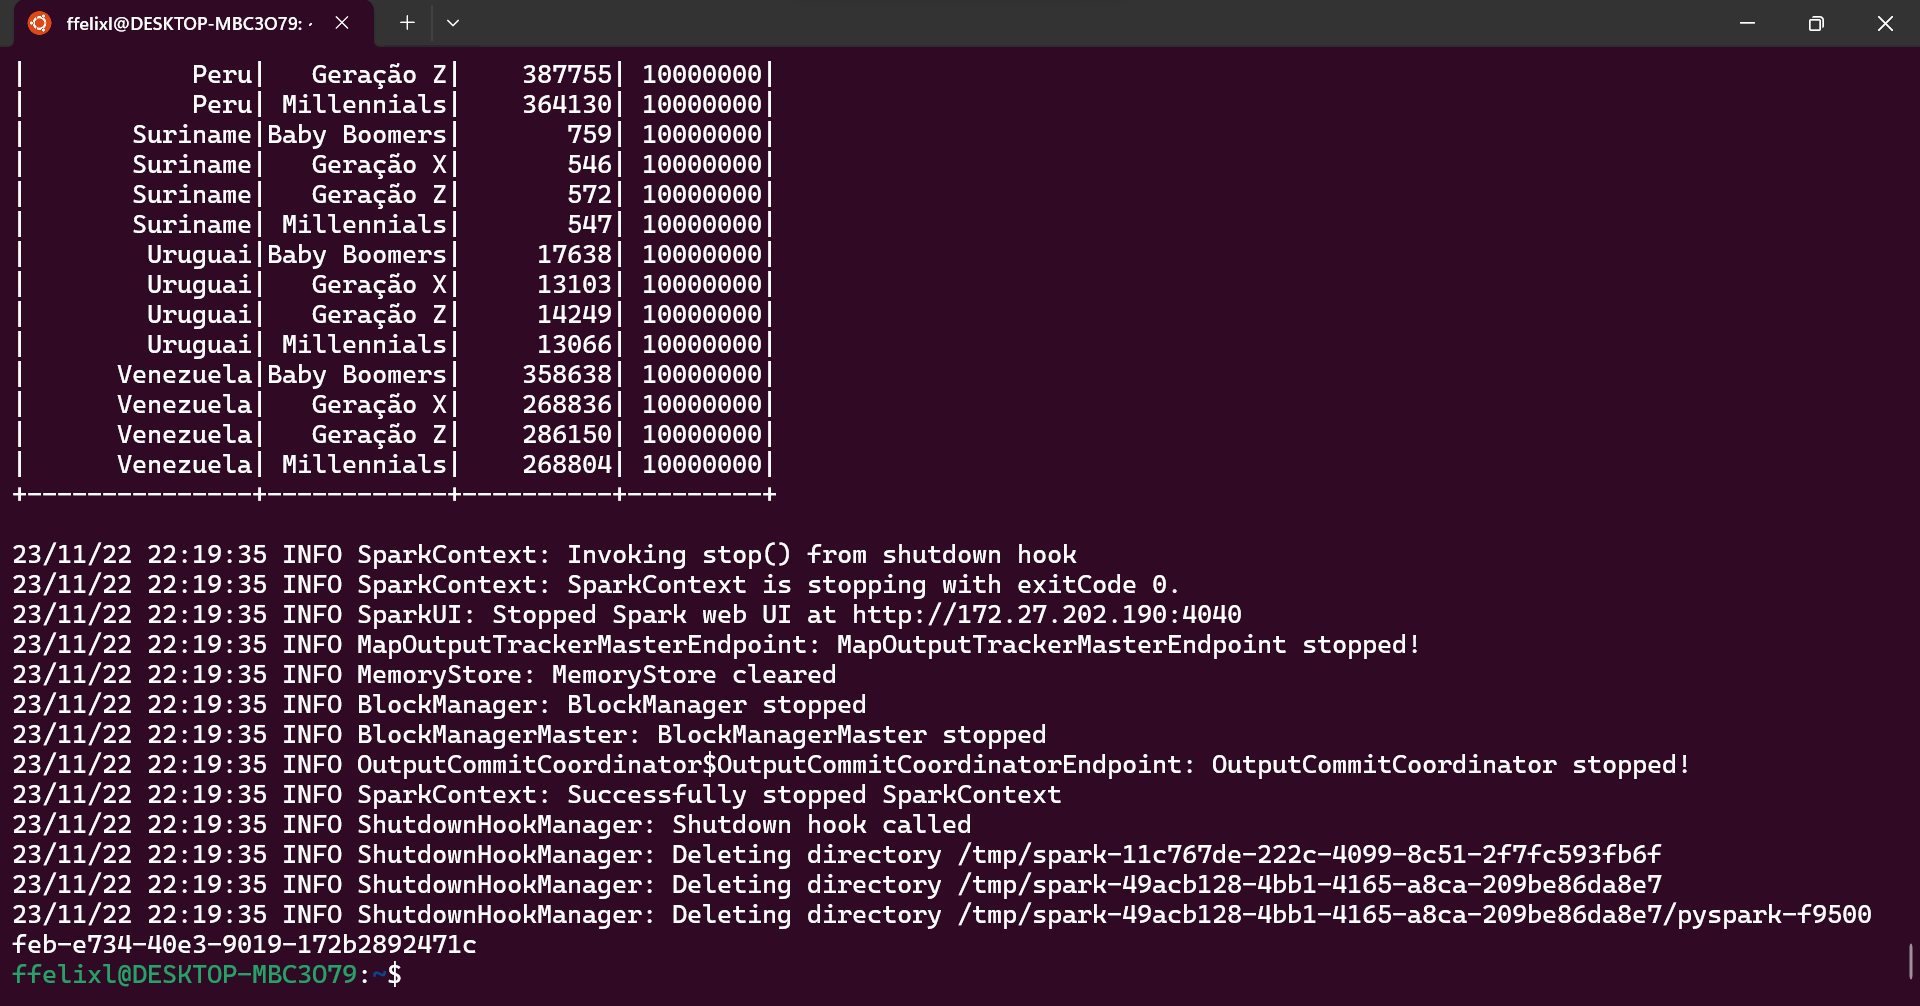 ffelixl@DESKTOP-MBC3O79: ~
|           Peru|   Geração Z|    387755| 10000000|
|           Peru| Millennials|    364130| 10000000|
|       Suriname|Baby Boomers|       759| 10000000|
|       Suriname|   Geração X|       546| 10000000|
|       Suriname|   Geração Z|       572| 10000000|
|       Suriname| Millennials|       547| 10000000|
|        Uruguai|Baby Boomers|     17638| 10000000|
|        Uruguai|   Geração X|     13103| 10000000|
|        Uruguai|   Geração Z|     14249| 10000000|
|        Uruguai| Millennials|     13066| 10000000|
|      Venezuela|Baby Boomers|    358638| 10000000|
|      Venezuela|   Geração X|    268836| 10000000|
|      Venezuela|   Geração Z|    286150| 10000000|
|      Venezuela| Millennials|    268804| 10000000|
+---------------+------------+----------+---------+
23/11/22 22:19:35 INFO SparkContext: Invoking stop() from shutdown hook
23/11/22 22:19:35 INFO SparkContext: SparkContext is stopping with exitCode 0.
23/11/22 22:19:35 INFO SparkUI: Stopped Spark web UI at http://172.27.202.190:4040
23/11/22 22:19:35 INFO MapOutputTrackerMasterEndpoint: MapOutputTrackerMasterEndpoint stopped!
23/11/22 22:19:35 INFO MemoryStore: MemoryStore cleared
23/11/22 22:19:35 INFO BlockManager: BlockManager stopped
23/11/22 22:19:35 INFO BlockManagerMaster: BlockManagerMaster stopped
23/11/22 22:19:35 INFO OutputCommitCoordinator$OutputCommitCoordinatorEndpoint: OutputCommitCoordinator stopped!
23/11/22 22:19:35 INFO SparkContext: Successfully stopped SparkContext
23/11/22 22:19:35 INFO ShutdownHookManager: Shutdown hook called
23/11/22 22:19:35 INFO ShutdownHookManager: Deleting directory /tmp/spark-11c767de-222c-4099-8c51-2f7fc593fb6f
23/11/22 22:19:35 INFO ShutdownHookManager: Deleting directory /tmp/spark-49acb128-4bb1-4165-a8ca-209be86da8e7
23/11/22 22:19:35 INFO ShutdownHookManager: Deleting directory /tmp/spark-49acb128-4bb1-4165-a8ca-209be86da8e7/pyspark-f9500
feb-e734-40e3-9019-172b2892471c
ffelixl@DESKTOP-MBC3O79:~$